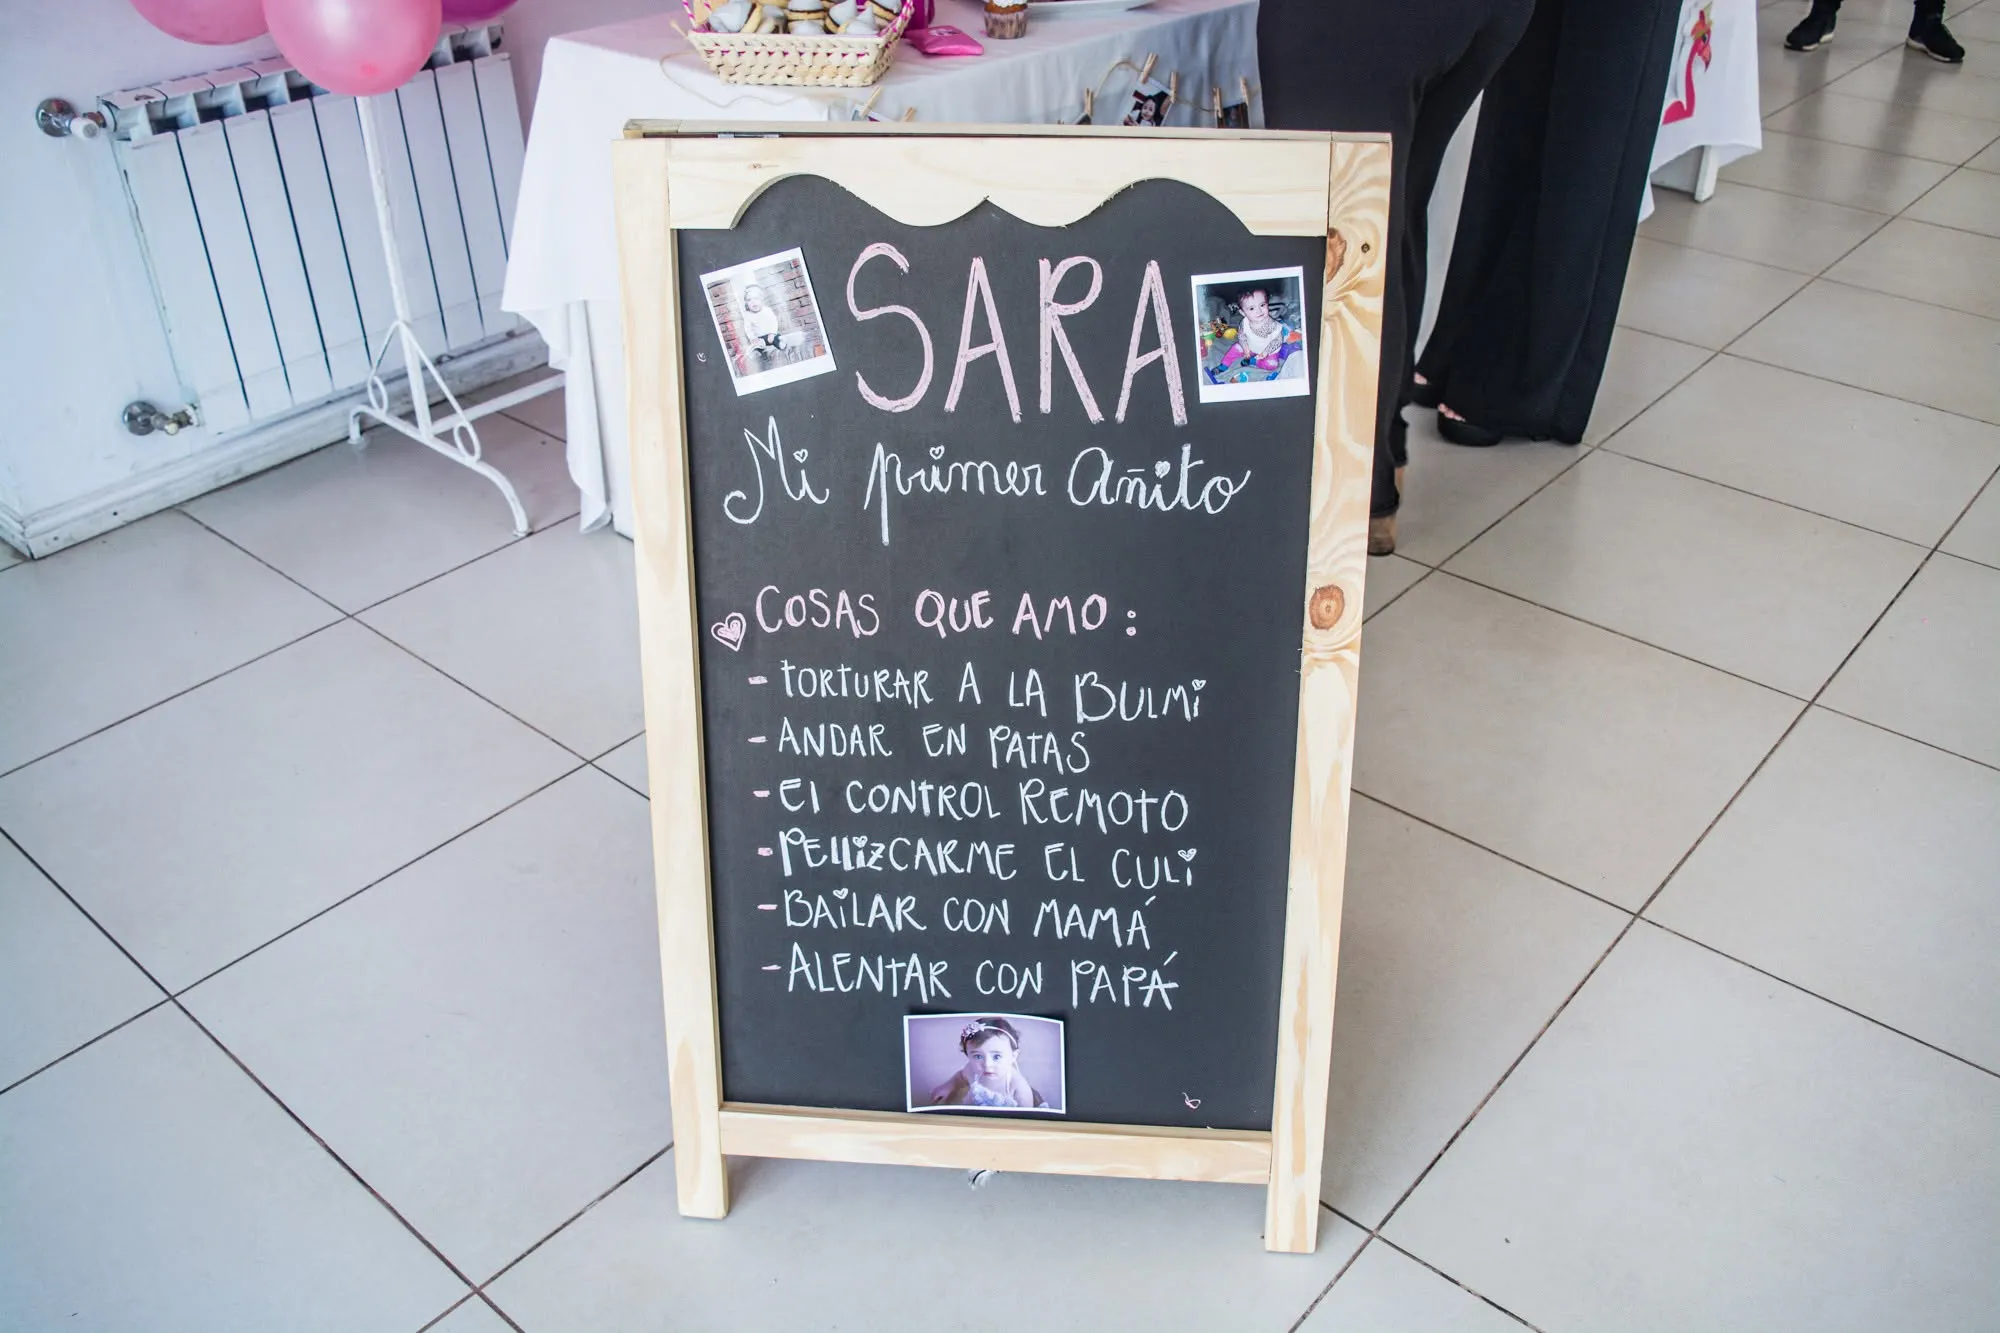 SARA
Mi primer Añito
COSAS QUE AMO:
- TORTURAR A LA BULMI
- ANDAR EN PATAS
- El CONTROL REMOTO
- PELLIZCARME EL CULI
- BAILAR CON MAMÁ
- ALENTAR CON PAPÁ